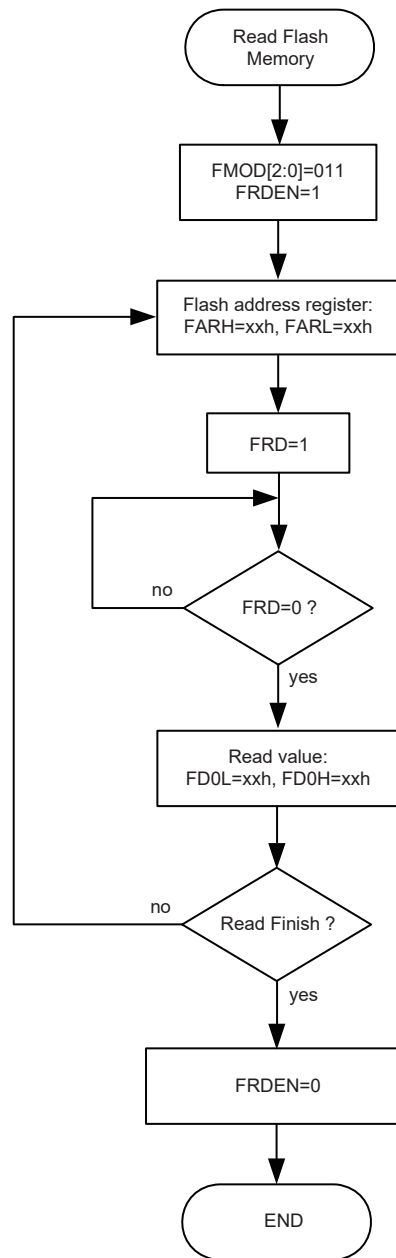 Read Flash
Memory
FMOD[2:0]=011
FRDEN=1
Flash address register:
FARH=xxh, FARL=xxh
FRD=1
no
FRD=0 ?
yes
Read value:
FD0L=xxh, FD0H=xxh
no
Read Finish ?
yes
FRDEN=0
END